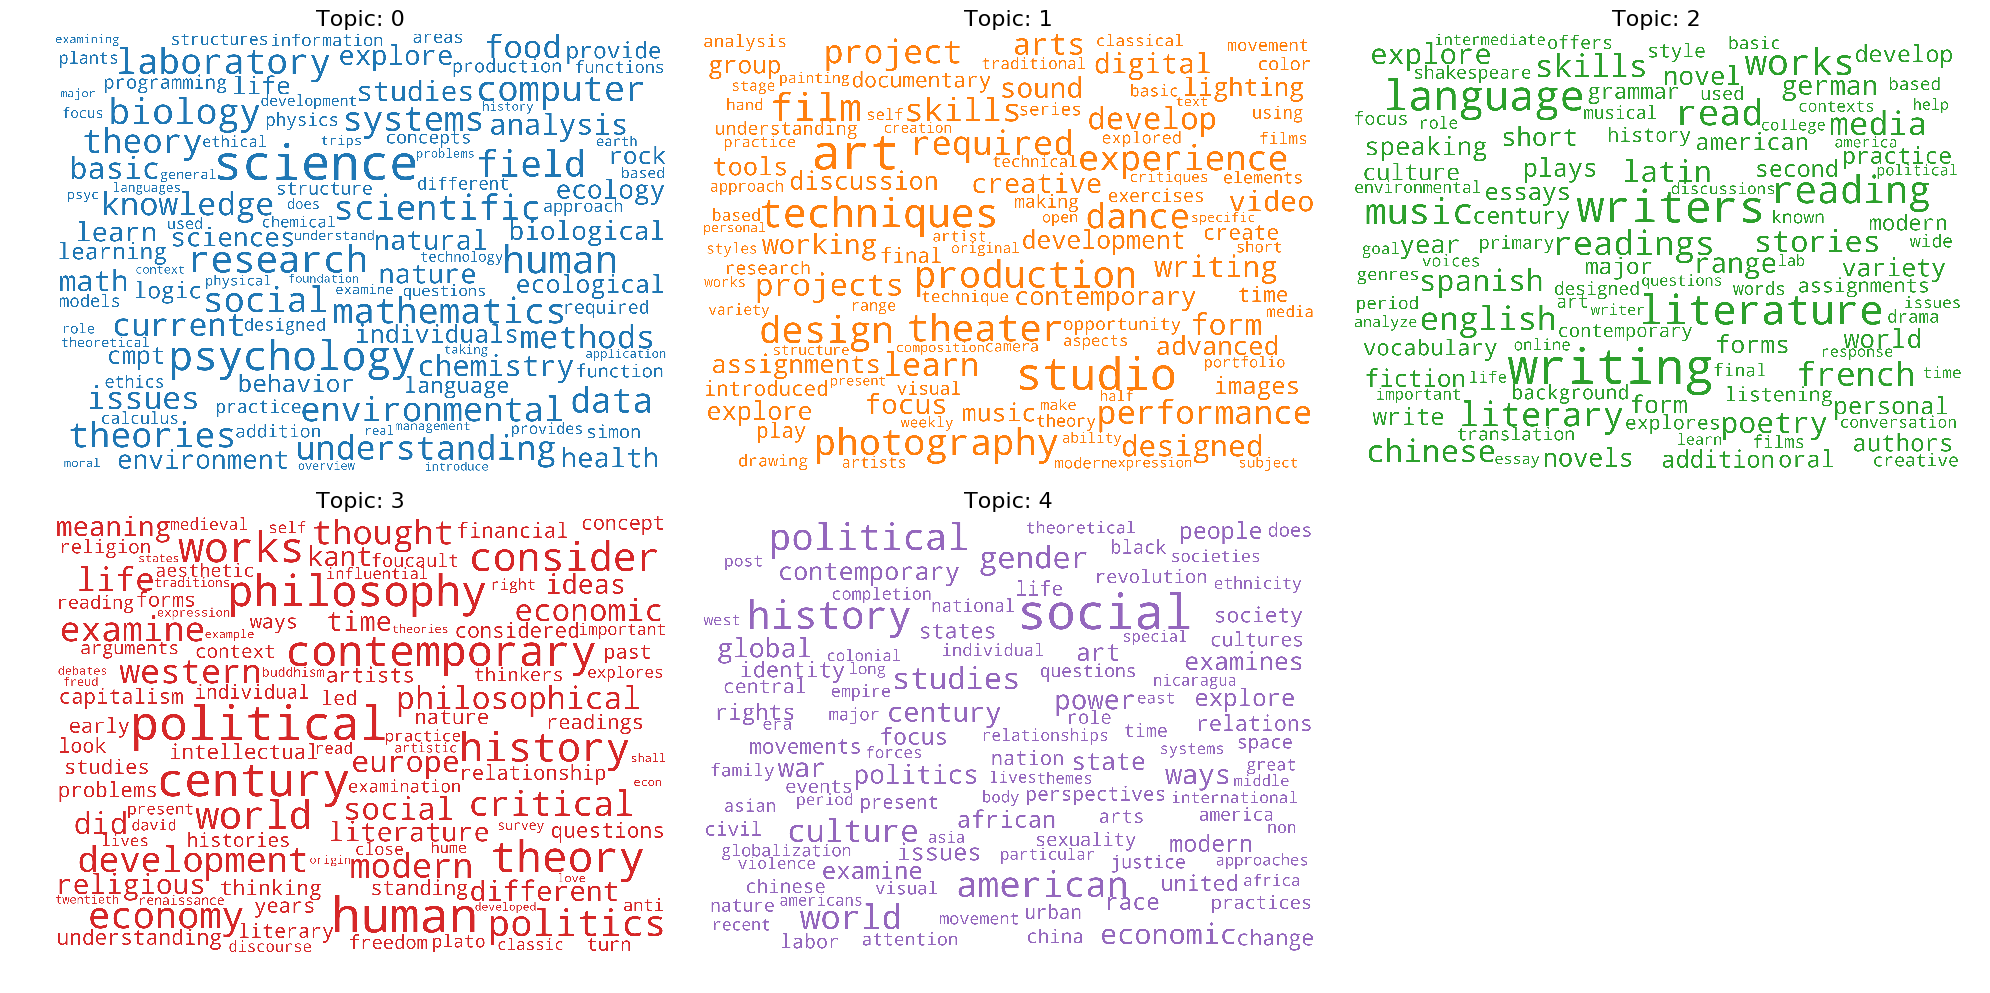 Topic: 0
examining structures information areas
plants laboratory explore food provide
programming life production functions
major biology development studies computer
focus physics systems history analysis
theory ethical trips concepts earth
basic general science problems field rock
languages structure different based
psyc knowledge does scientific ecology
used chemical approach
learn sciences understand natural biological
learning research technology human
math context physical foundation nature ecological
models logic social examine questions required
role current designed mathematics
theoretical individuals methods
cmpt psychology taking chemistry application function
ethics behavior language
issues practice environmental data
calculus real management
theories addition provides simon
moral environment understanding health
overview introduce
Topic: 1
analysis project arts classical movement
group traditional digital color
stage painting documentary sound basic lighting
hand film self skills series text using
understanding creation develop
practice art required explored films
tools technical experience
approach discussion creative critiques elements
making exercises video
based techniques open dance specific
personal artist create
styles working final original development short
research production writing
works projects technique contemporary time
variety range media
design theater opportunity form
structure composition camera aspects advanced
assignments learn studio portfolio
introduced present visual half images
explore focus music make performance
weekly theory
play photography ability designed
drawing artists modern expression subject
Topic: 2
explore intermediate offers style basic develop
shakespeare skills novel works
language grammar used german based
musical contexts help
focus role read college media
speaking short history american america
culture plays latin second practice political
environmental essays discussions reading
music century writers known modern
goal year primary readings stories wide
voices major range lab variety
genres spanish designed questions words assignments
period art writer literature issues
analyze english contemporary drama
vocabulary online forms response world
fiction life writing final french time
important background listening
write literary form explores poetry personal
translation learn films conversation
chinese essay novels addition oral authors
creative
Topic: 3
meaning medieval self thought financial concept
religion states works kant foucault consider
life aesthetic influential
traditions philosophy right ideas
reading forms expression economic
examine example ways time theories considered important
arguments context contemporary past
debates western buddhism artists thinkers explores
freud
capitalism individual led philosophical
early political nature readings
look practice
intellectual read artistic history shall
studies europe relationship
problems century examination econ
present world social critical
did david literature survey questions
lives histories close hume
development origin modern theory
religious thinking standing love different
twentieth renaissance
economy years human developed politics anti
understanding literary
discourse freedom plato classic turn
Topic: 4
political theoretical people does
post gender black societies
contemporary life revolution ethnicity
completion
west history national social society
states special cultures
global colonial individual art examines
identity long studies questions
central empire power east nicaragua explore
rights major century role relations
era focus relationships time
movements forces systems space
family war politics nation state ways great
events lives themes middle
asian period present body perspectives international
civil culture african arts america non
asia sexuality modern
globalization issues particular justice approaches
violence examine
chinese visual american united africa
nature americans race practices
recent world movement urban
labor attention china economic change